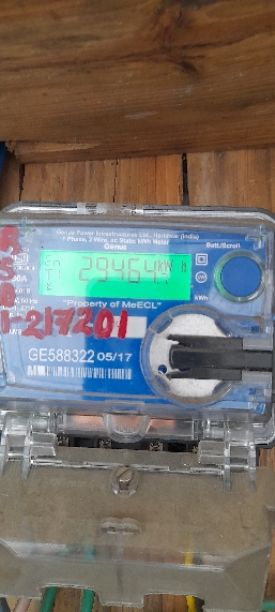 Genus Power Infrastructures Ltd., Haridwar (India)
1 Phase, 2 Wire, ac Static kWh Meter
Genus
Batt/Scroll
29464
kWh
"Property of MeECL"
217201
GE588322 05/17